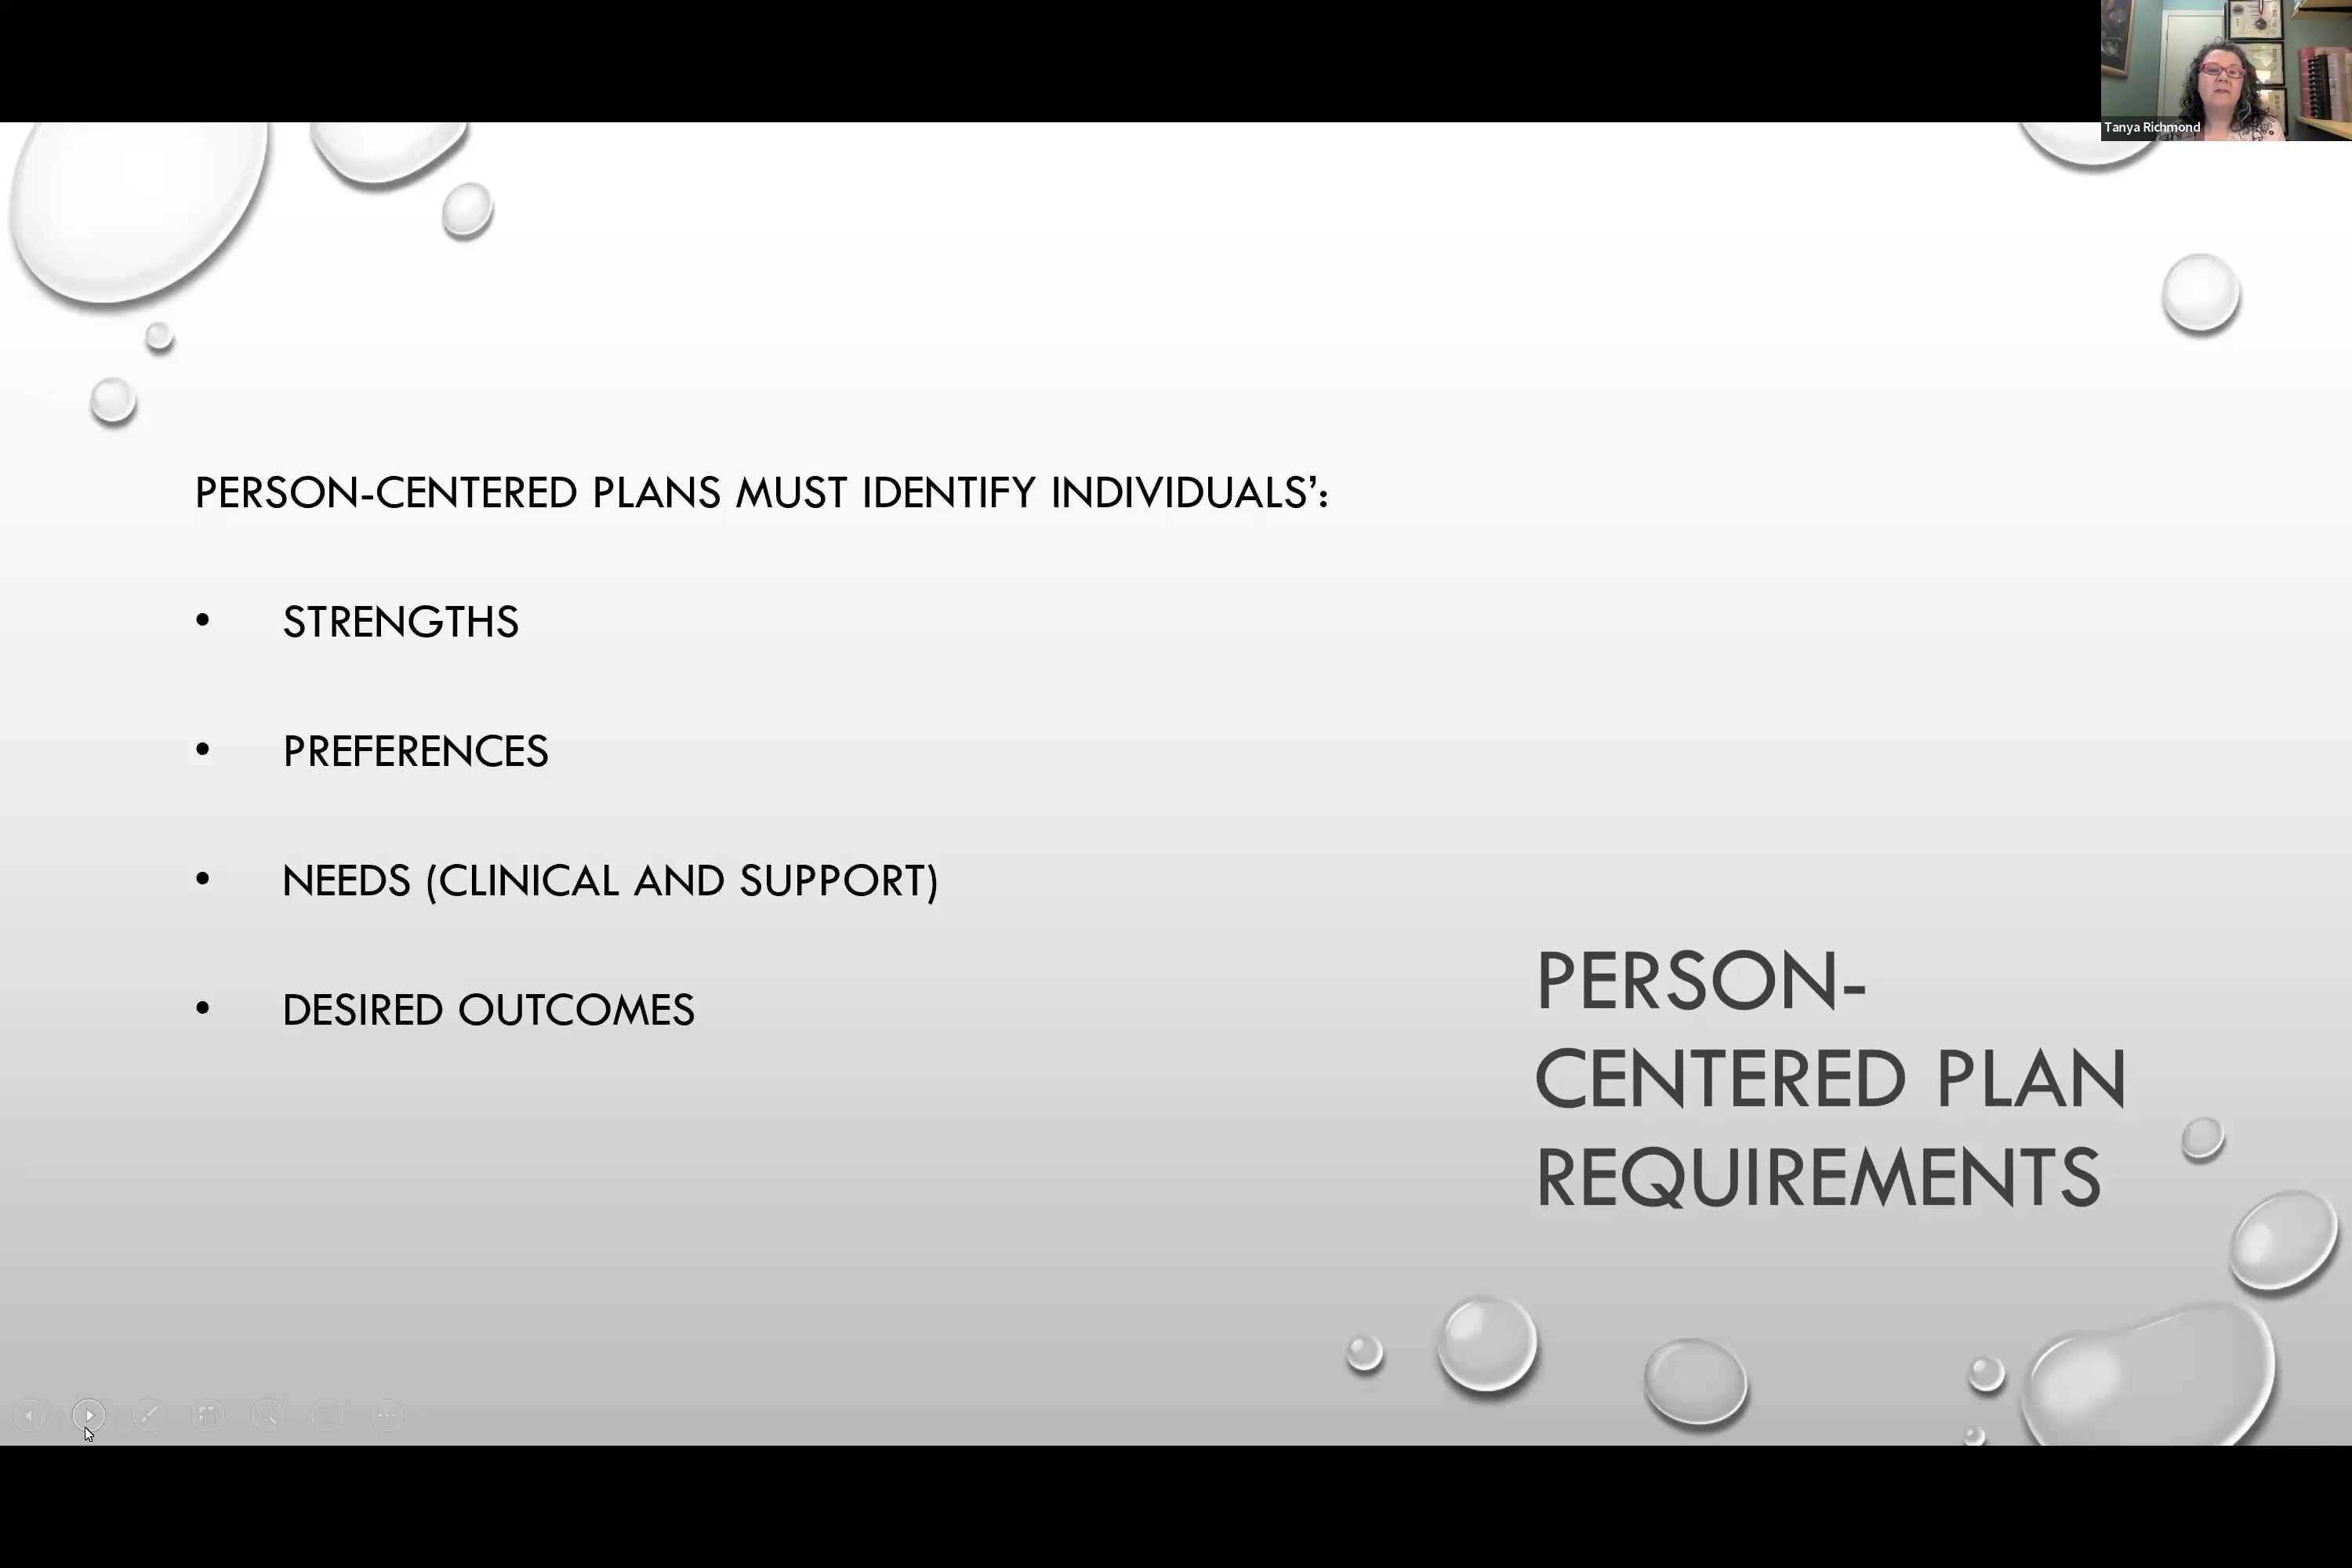 Tanya Richmond
PERSON-CENTERED PLANS MUST IDENTIFY INDIVIDUALS’:
• STRENGTHS
• PREFERENCES
• NEEDS (CLINICAL AND SUPPORT)
• DESIRED OUTCOMES
PERSON-
CENTERED PLAN
REQUIREMENTS